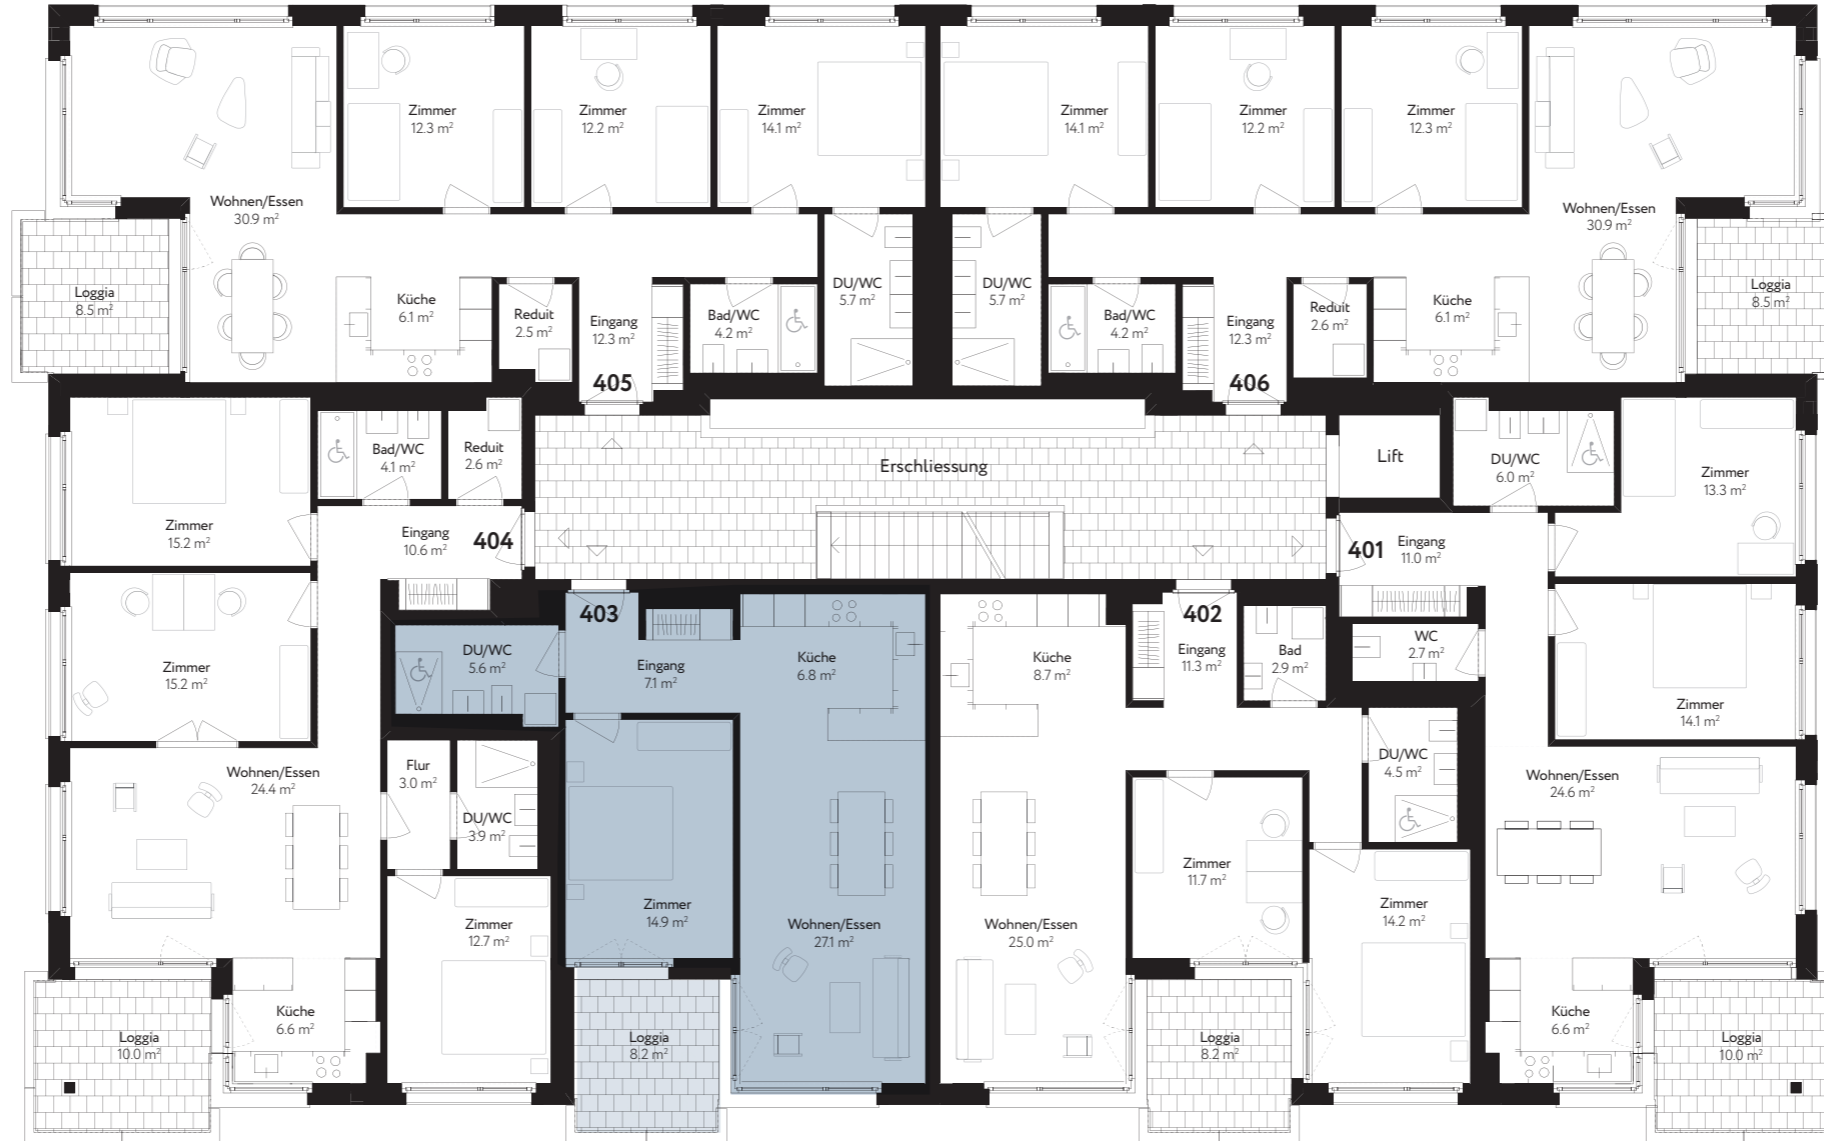 Zimmer
12.3 m²
Zimmer
12.2 m²
Zimmer
14.1 m²
Zimmer
14.1 m²
Zimmer
12.2 m²
Zimmer
12.3 m²
Wohnen/Essen
30.9 m²
Wohnen/Essen
30.9 m²
Loggia
8.5 m²
Küche
6.1 m²
Reduit
2.5 m²
Eingang
12.3 m²
405
Bad/WC
4.2 m²
DU/WC
5.7 m²
DU/WC
5.7 m²
Bad/WC
4.2 m²
Eingang
12.3 m²
406
Reduit
2.6 m²
Küche
6.1 m²
Loggia
8.5 m²
Zimmer
15.2 m²
Bad/WC
4.1 m²
Reduit
2.6 m²
Eingang
10.6 m²
404
Erschliessung
Lift
DU/WC
6.0 m²
Zimmer
13.3 m²
401
Eingang
11.0 m²
Zimmer
15.2 m²
DU/WC
5.6 m²
403
Eingang
7.1 m²
Küche
6.8 m²
Küche
8.7 m²
402
Eingang
11.3 m²
Bad
2.9 m²
WC
2.7 m²
Zimmer
14.1 m²
Wohnen/Essen
24.4 m²
Flur
3.0 m²
DU/WC
3.9 m²
DU/WC
4.5 m²
Wohnen/Essen
24.6 m²
Zimmer
12.7 m²
Zimmer
14.9 m²
Wohnen/Essen
27.1 m²
Wohnen/Essen
25.0 m²
Zimmer
11.7 m²
Zimmer
14.2 m²
Loggia
10.0 m²
Küche
6.6 m²
Loggia
8.2 m²
Loggia
8.2 m²
Küche
6.6 m²
Loggia
10.0 m²